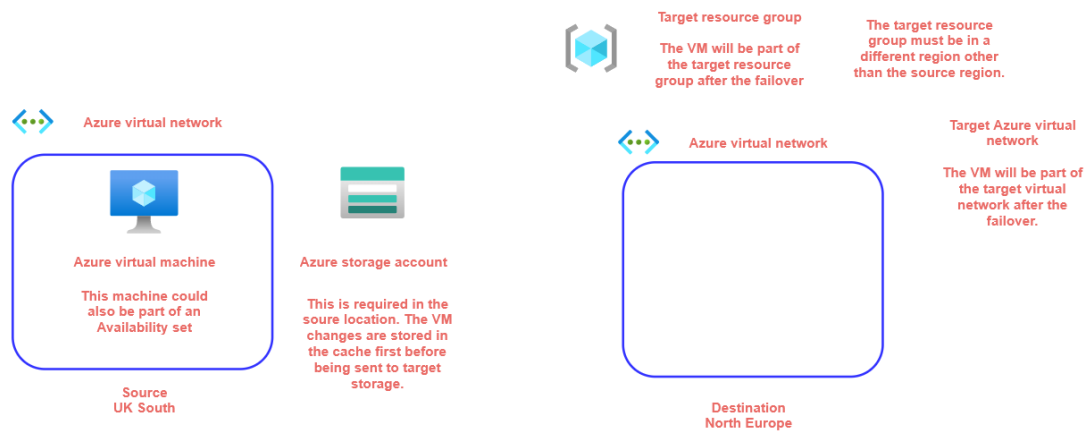 Target resource group
The VM will be part of
the target resource
group after the failover
The target resource
group must be in a
different region other
than the source region.
Azure virtual network
Azure virtual machine
This machine could
also be part of an
Availability set
Source
UK South
Azure storage account
This is required in the
soure location. The VM
changes are stored in
the cache first before
being sent to target
storage.
Azure virtual network
Target Azure virtual
network
The VM will be part of
the target virtual
network after the
failover.
Destination
North Europe